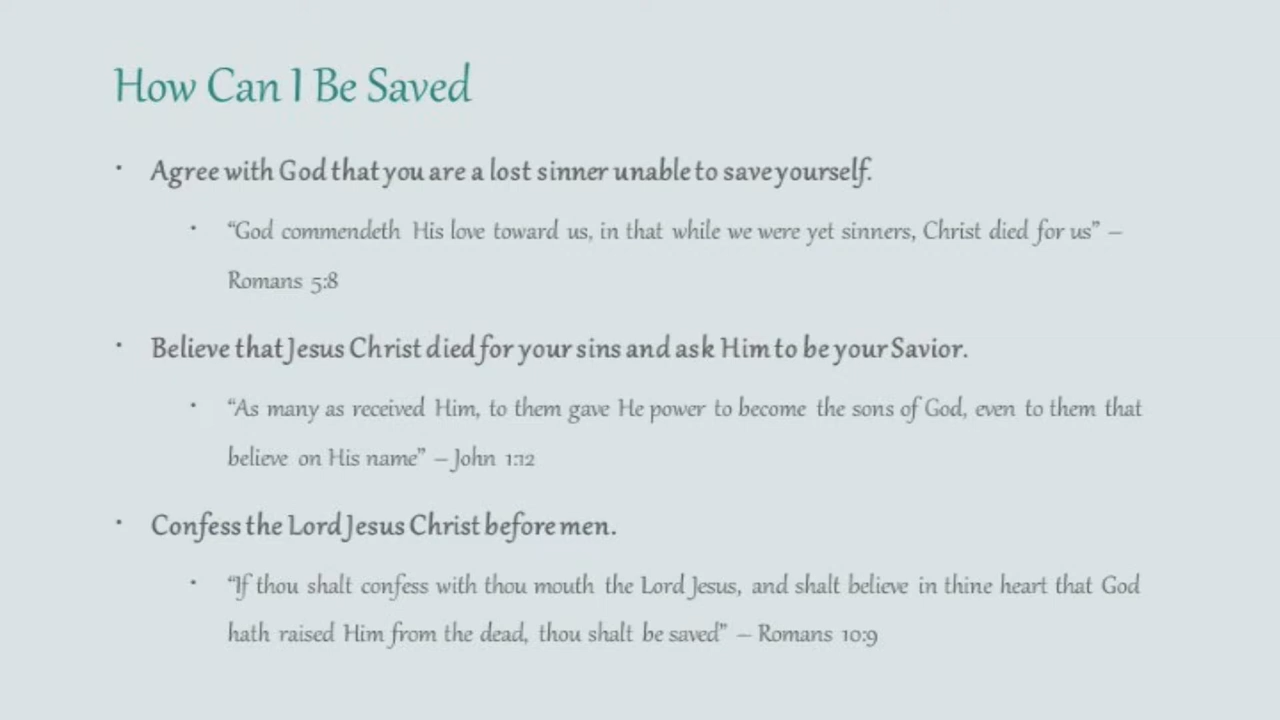 How Can I Be Saved
• Agree with God that you are a lost sinner unable to save yourself.
• “God commendeth His love toward us, in that while we were yet sinners, Christ died for us” –
Romans 5:8
• Believe that Jesus Christ died for your sins and ask Him to be your Savior.
• “As many as received Him, to them gave He power to become the sons of God, even to them that
believe on His name” – John 1:12
• Confess the Lord Jesus Christ before men.
• “If thou shalt confess with thou mouth the Lord Jesus, and shalt believe in thine heart that God
hath raised Him from the dead, thou shalt be saved” – Romans 10:9